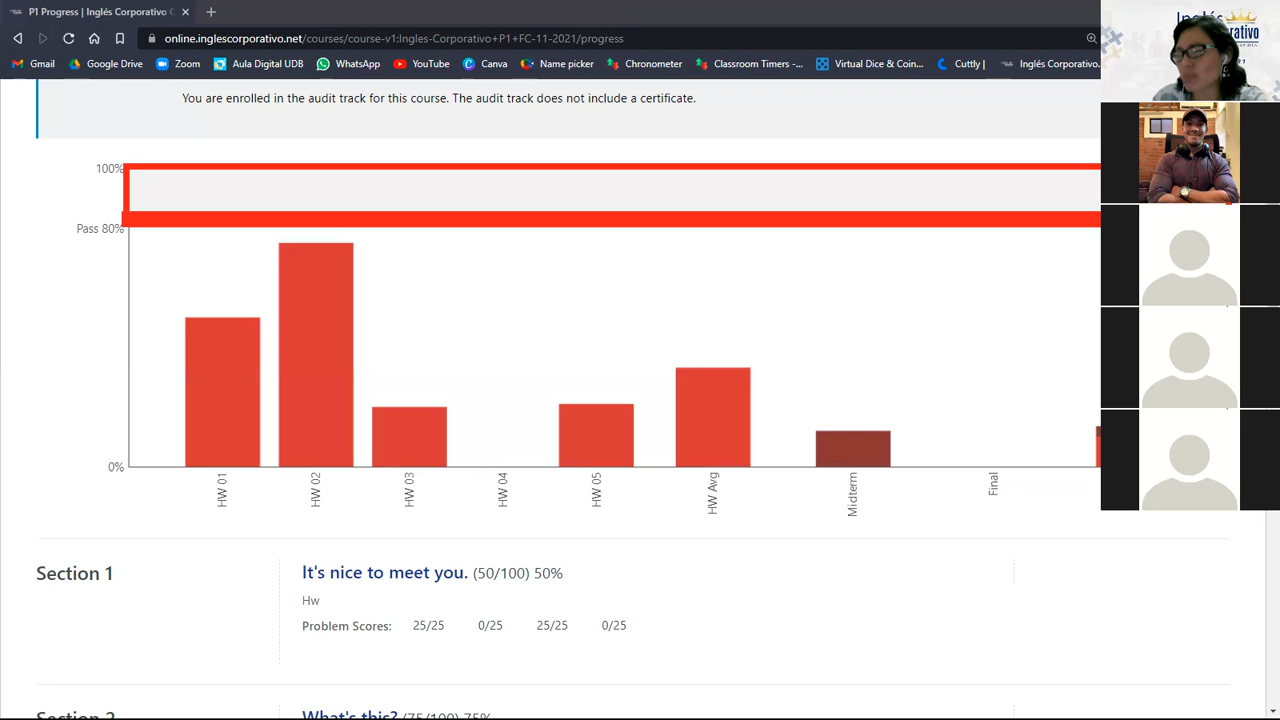 P1 Progress | Inglés Corporativo
online.inglescorporativo.net/courses/course-v1:Ingles-Corporativo+P1+FC-11-2021/progress
Gmail Google Drive Zoom Aula Digital UDB WhatsApp YouTube Canva Name picker Chronometer Classroom Timers -... Virtual Dice & Coin... Cuttly | Inglés Corporativo.
You are enrolled in the audit track for this course. The audit track does not include a certificate.
100%
Pass 80%
0%
HW 01
HW 02
HW 03
HW 04
HW 05
HW Avg
Midterm
Final
Section 1
It's nice to meet you. (50/100) 50%
Hw
Problem Scores: 25/25 0/25 25/25 0/25
Section 2
What's this? (75/100) 75%